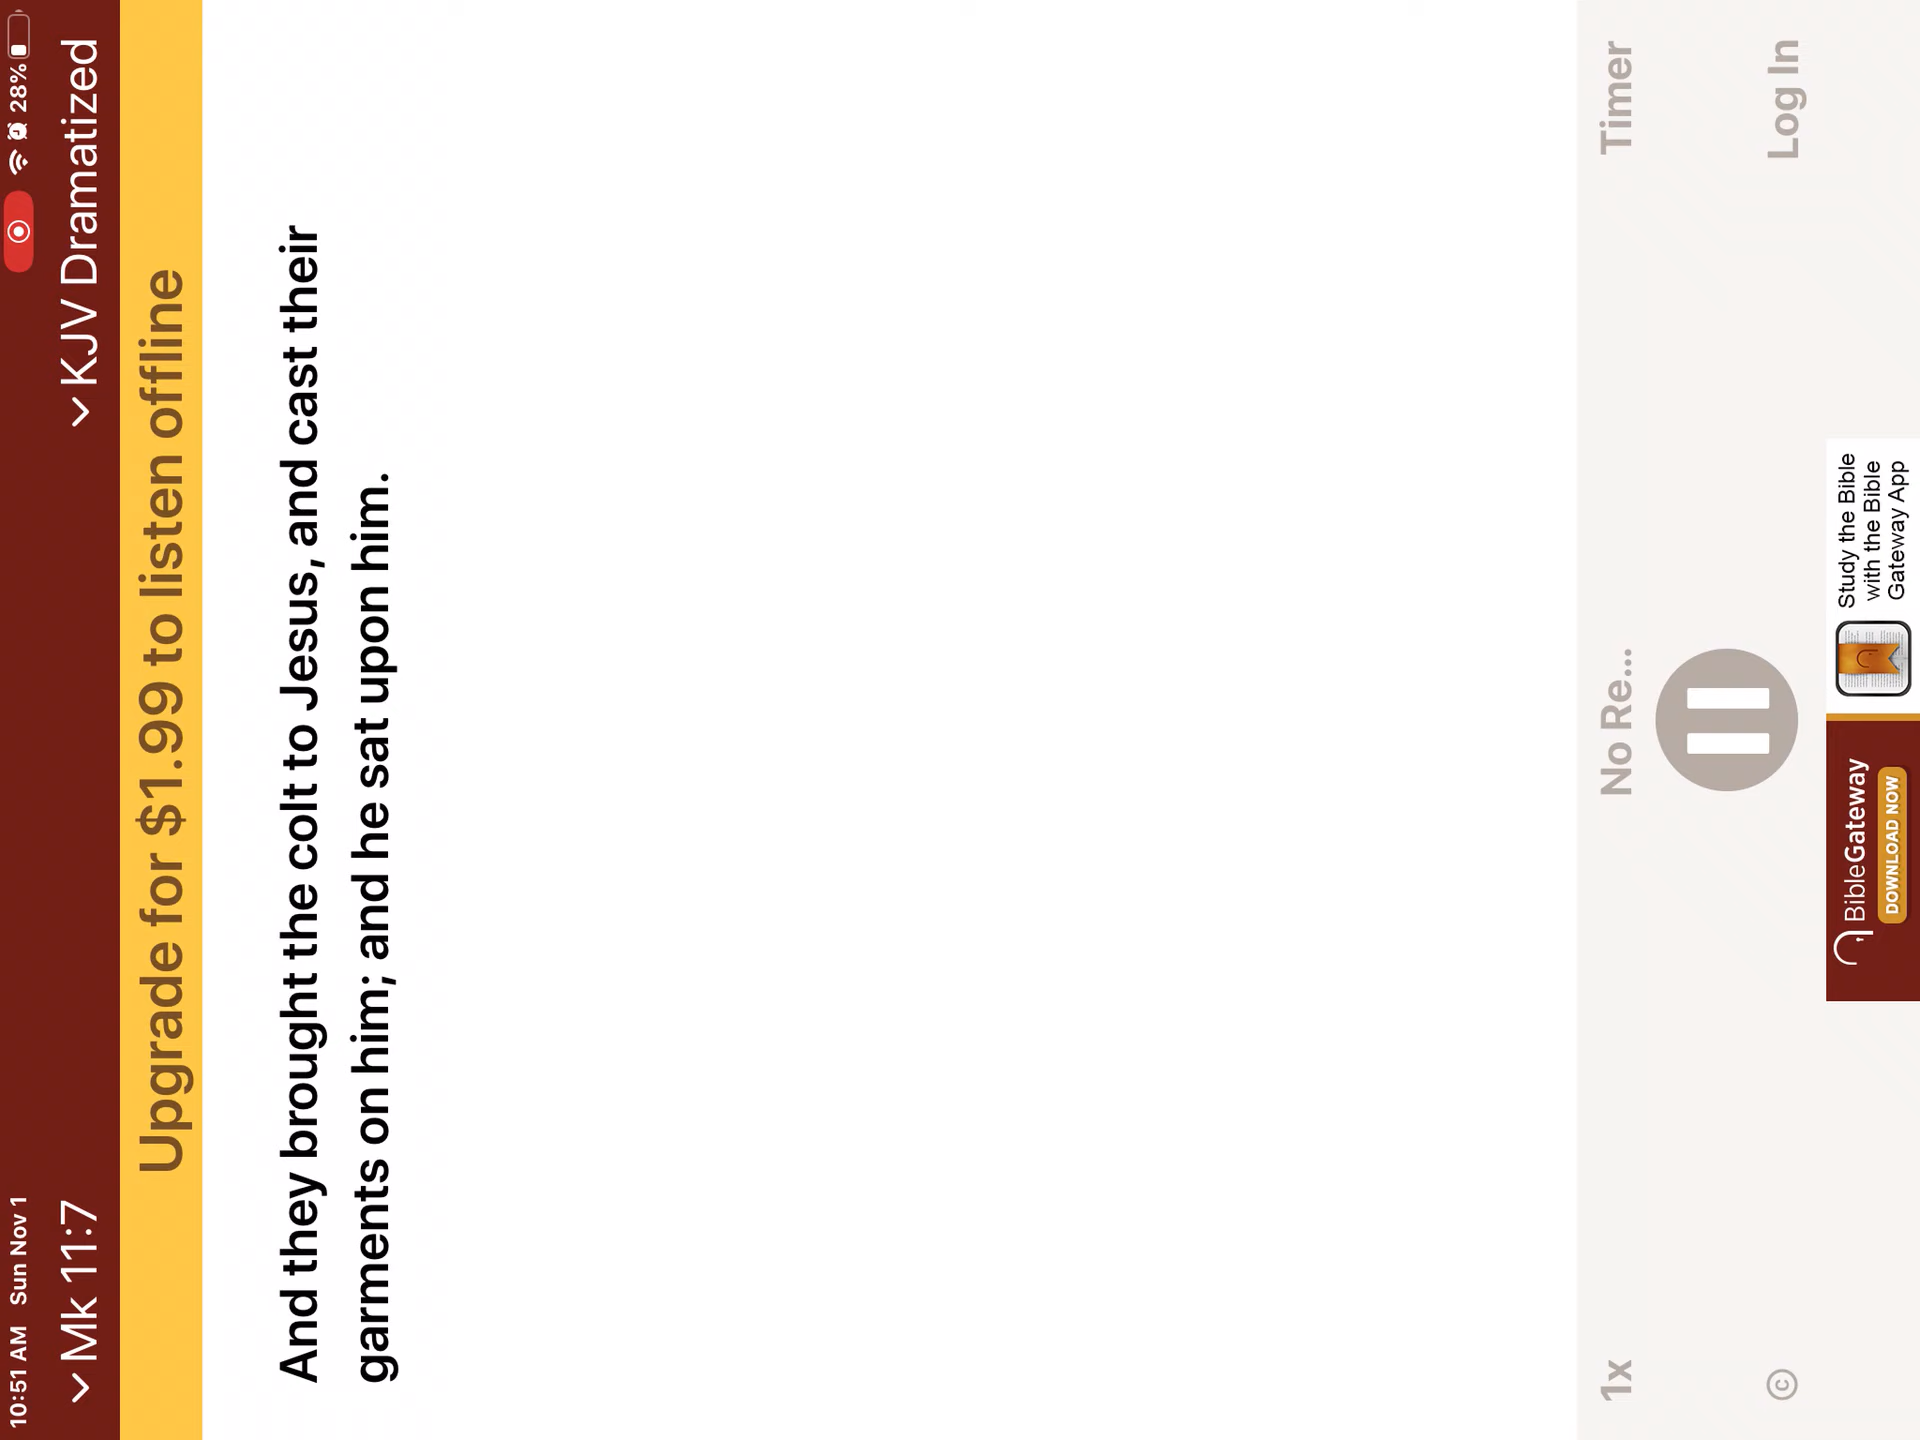 10:51 AM Sun Nov 1
28%
Mk 11:7
KJV Dramatized
Upgrade for $1.99 to listen offline
And they brought the colt to Jesus, and cast their
garments on him; and he sat upon him.
1x
No Re...
Timer
©
Log In
BibleGateway
DOWNLOAD NOW
Study the Bible
with the Bible
Gateway App